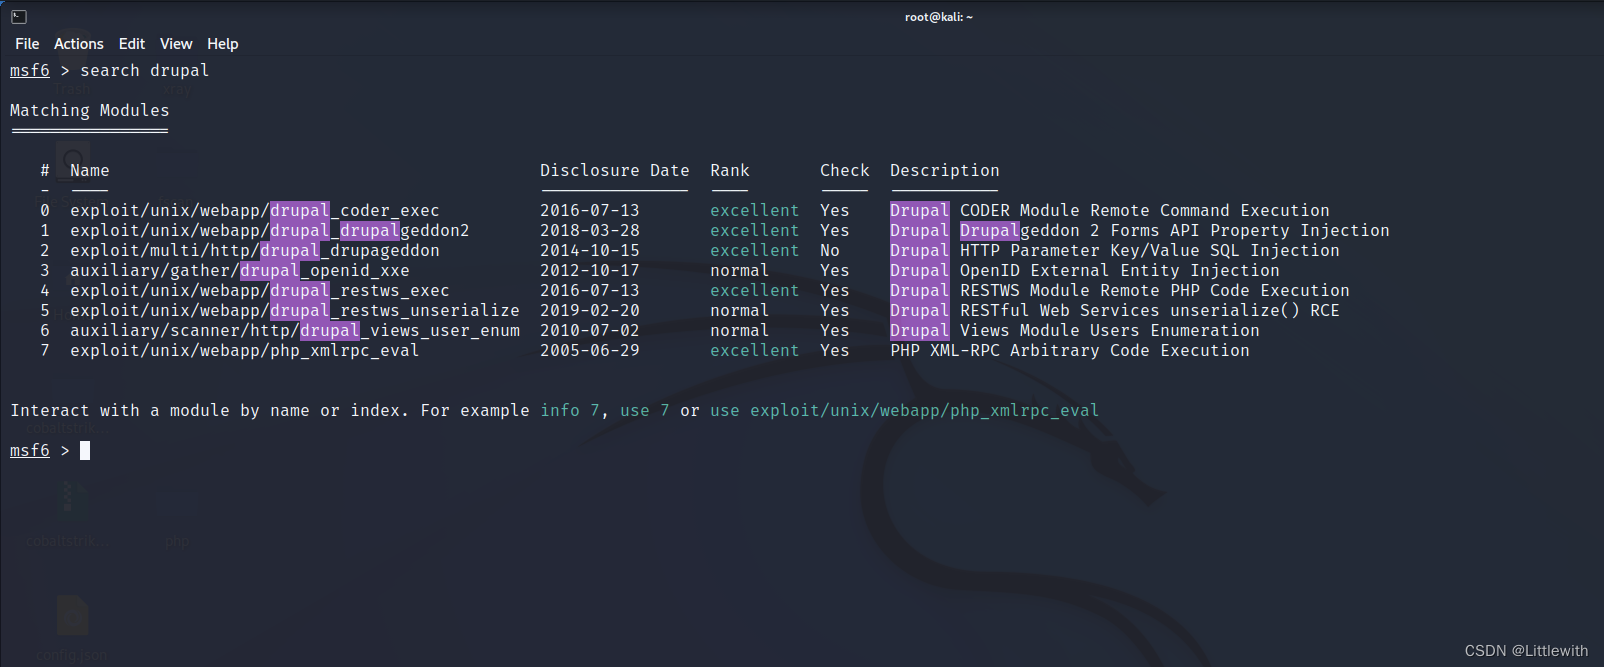 root@kali: ~
File Actions Edit View Help
msf6 > search drupal
Matching Modules
================
# Name Disclosure Date Rank Check Description
- ---- --------------- ---- ----- -----------
0 exploit/unix/webapp/drupal_coder_exec 2016-07-13 excellent Yes Drupal CODER Module Remote Command Execution
1 exploit/unix/webapp/drupal_drupalgeddon2 2018-03-28 excellent Yes Drupal Drupalgeddon 2 Forms API Property Injection
2 exploit/multi/http/drupal_drupageddon 2014-10-15 excellent No Drupal HTTP Parameter Key/Value SQL Injection
3 auxiliary/gather/drupal_openid_xxe 2012-10-17 normal Yes Drupal OpenID External Entity Injection
4 exploit/unix/webapp/drupal_restws_exec 2016-07-13 excellent Yes Drupal RESTWS Module Remote PHP Code Execution
5 exploit/unix/webapp/drupal_restws_unserialize 2019-02-20 normal Yes Drupal RESTful Web Services unserialize() RCE
6 auxiliary/scanner/http/drupal_views_user_enum 2010-07-02 normal Yes Drupal Views Module Users Enumeration
7 exploit/unix/webapp/php_xmlrpc_eval 2005-06-29 excellent Yes PHP XML-RPC Arbitrary Code Execution
Interact with a module by name or index. For example info 7, use 7 or use exploit/unix/webapp/php_xmlrpc_eval
cobaltstrik...
msf6 >
cobaltstrik... php
config.json
CSDN @Littlewith